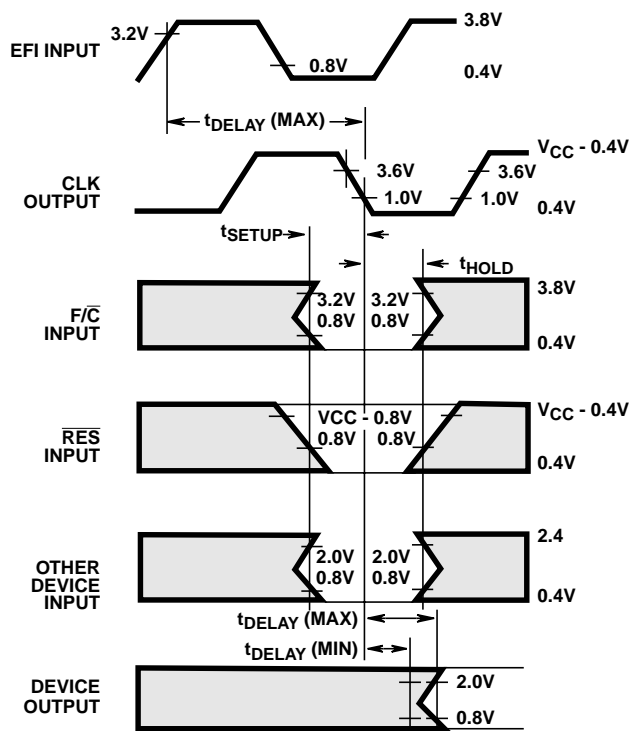 EFI INPUT
3.2V
3.8V
0.8V
0.4V
tDELAY (MAX)
CLK
OUTPUT
VCC - 0.4V
3.6V
3.6V
1.0V
1.0V
0.4V
tSETUP
tHOLD
F/C̅
INPUT
3.2V
3.2V
0.8V
0.8V
3.8V
0.4V
R̅E̅S̅
INPUT
VCC - 0.8V
0.8V
0.8V
VCC - 0.4V
0.4V
OTHER
DEVICE
INPUT
2.0V
2.0V
0.8V
0.8V
2.4
0.4V
tDELAY (MAX)
tDELAY (MIN)
DEVICE
OUTPUT
2.0V
0.8V